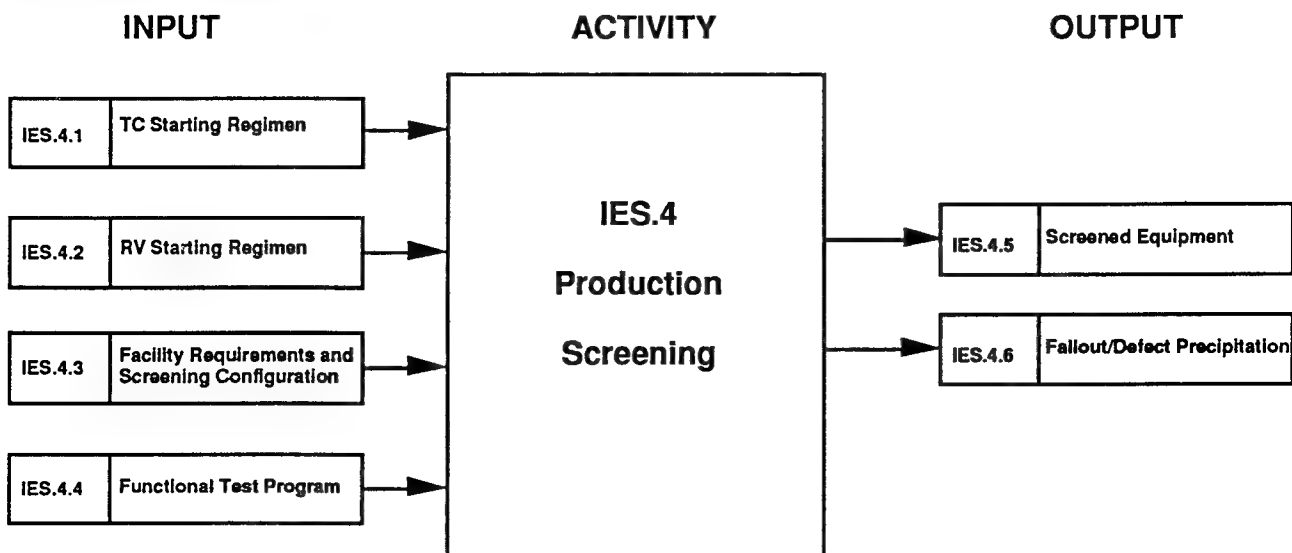 INPUT
ACTIVITY
OUTPUT
IES.4.1
TC Starting Regimen
IES.4.2
RV Starting Regimen
IES.4.3
Facility Requirements and
Screening Configuration
IES.4.4
Functional Test Program
IES.4
Production
Screening
IES.4.5
Screened Equipment
IES.4.6
Fallout/Defect Precipitation